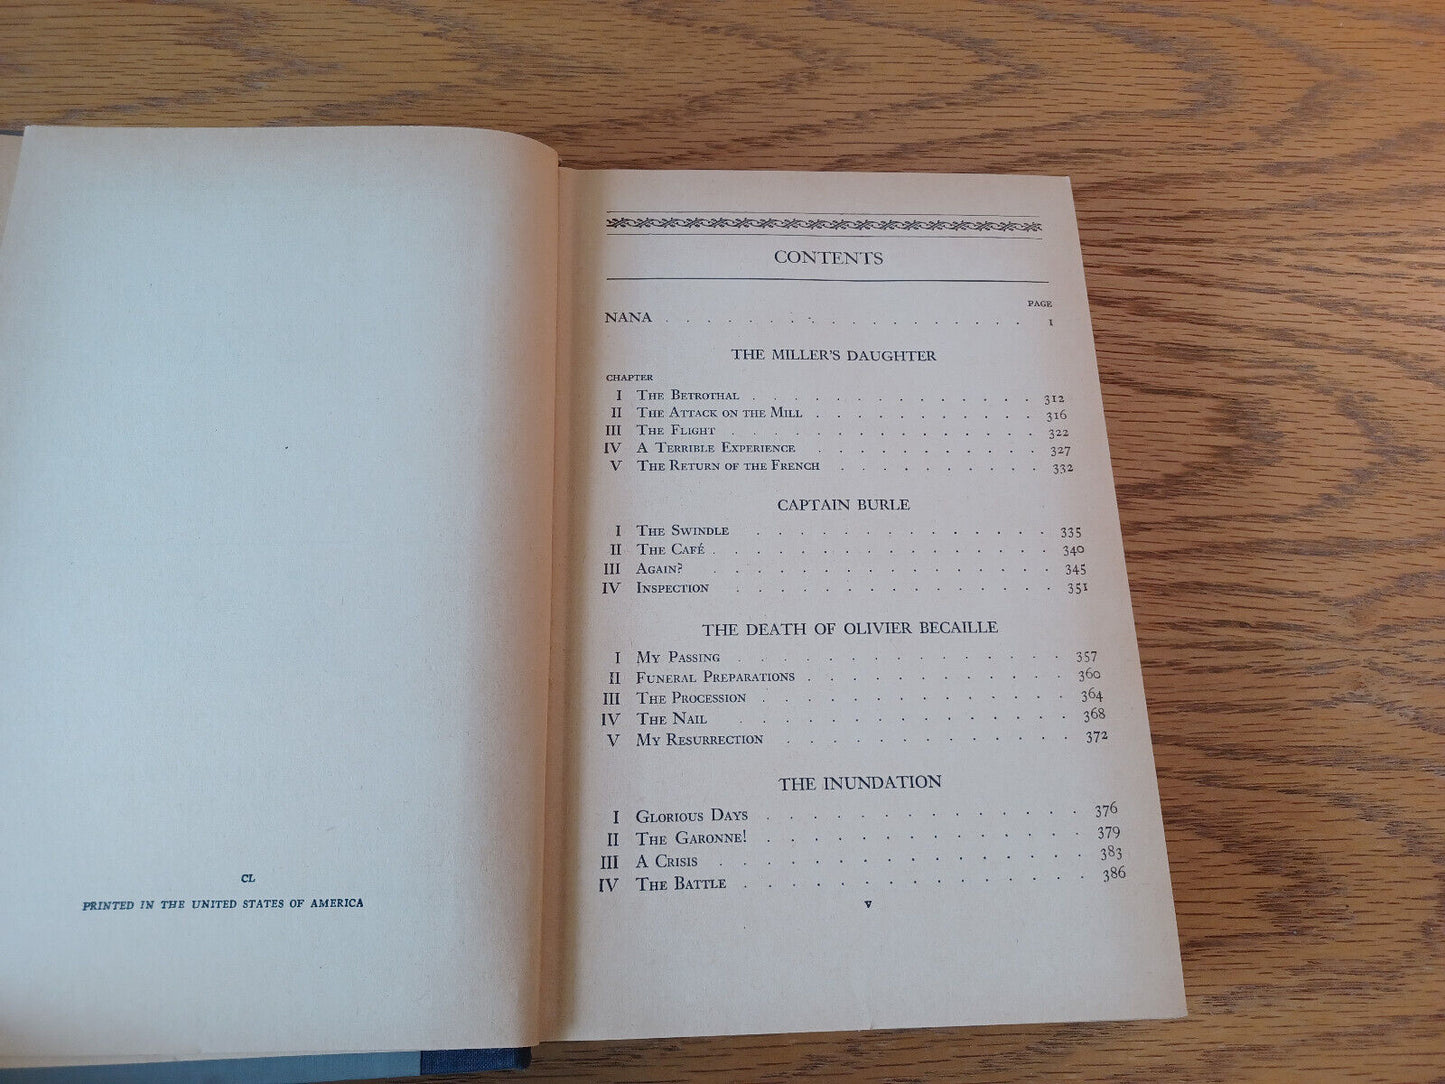 CL
PRINTED IN THE UNITED STATES OF AMERICA
CONTENTS
PAGE
NANA . . . . . . . . . . . . . . . . . . 1
THE MILLER'S DAUGHTER
CHAPTER
I THE BETROTHAL . . . . . . . . . . . . . . 312
II THE ATTACK ON THE MILL . . . . . . . . . . . 316
III THE FLIGHT . . . . . . . . . . . . . . . 322
IV A TERRIBLE EXPERIENCE . . . . . . . . . . . 327
V THE RETURN OF THE FRENCH . . . . . . . . . . 332
CAPTAIN BURLE
I THE SWINDLE . . . . . . . . . . . . . . 335
II THE CAFÉ . . . . . . . . . . . . . . . . 340
III AGAIN? . . . . . . . . . . . . . . . . 345
IV INSPECTION . . . . . . . . . . . . . . . 351
THE DEATH OF OLIVIER BECAILLE
I MY PASSING . . . . . . . . . . . . . . . 357
II FUNERAL PREPARATIONS . . . . . . . . . . . . 360
III THE PROCESSION . . . . . . . . . . . . . . 364
IV THE NAIL . . . . . . . . . . . . . . . 368
V MY RESURRECTION . . . . . . . . . . . . . 372
THE INUNDATION
I GLORIOUS DAYS . . . . . . . . . . . . . . 376
II THE GARONNE! . . . . . . . . . . . . . . 379
III A CRISIS . . . . . . . . . . . . . . . . 383
IV THE BATTLE . . . . . . . . . . . . . . . 386
v